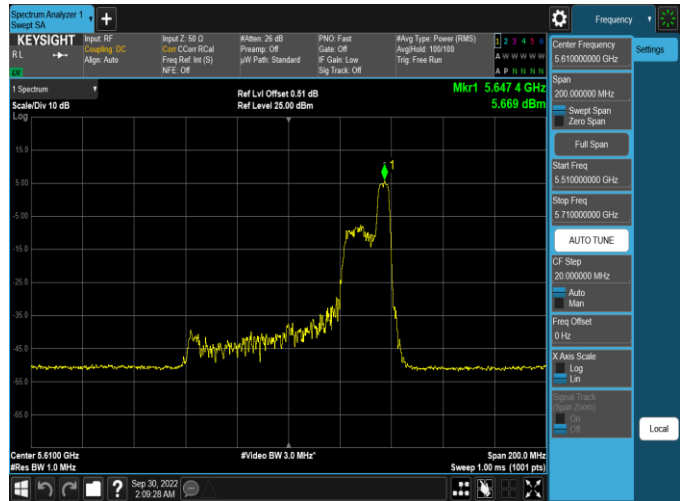 Spectrum Analyzer 1
Swept SA
+
Frequency
KEYSIGHT
RL
Input: RF
Coupling: DC
Align: Auto
Input Z: 50 Ω
Corr CCorr RCal
Freq Ref: Int (S)
NFE: Off
#Atten: 26 dB
Preamp: Off
µW Path: Standard
PNO: Fast
Gate: Off
IF Gain: Low
Sig Track: Off
#Avg Type: Power (RMS)
Avg|Hold: 100/100
Trig: Free Run
1 2 3 4 5 6
A W W W W W
A P N N N N
1 Spectrum
Scale/Div 10 dB
Log
Ref Lvl Offset 0.51 dB
Ref Level 25.00 dBm
Mkr1 5.647 4 GHz
5.669 dBm
1
15.0
5.00
-5.00
-15.0
-25.0
-35.0
-45.0
-55.0
-65.0
Center 5.6100 GHz
#Res BW 1.0 MHz
#Video BW 3.0 MHz*
Span 200.0 MHz
Sweep 1.00 ms (1001 pts)
Center Frequency
5.610000000 GHz
Settings
Span
200.000000 MHz
Swept Span
Zero Span
Full Span
Start Freq
5.510000000 GHz
Stop Freq
5.710000000 GHz
AUTO TUNE
CF Step
20.000000 MHz
Auto
Man
Freq Offset
0 Hz
X Axis Scale
Log
Lin
Signal Track
(Span Zoom)
On
Off
Local
?
Sep 30, 2022
2:09:28 AM